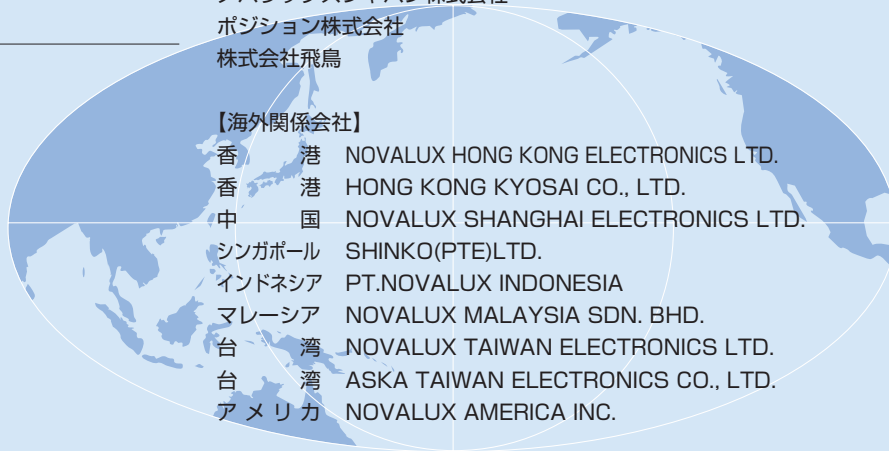 ポジション株式会社
株式会社飛鳥
【海外関係会社】
香港 NOVALUX HONG KONG ELECTRONICS LTD.
香港 HONG KONG KYOSAI CO., LTD.
中国 NOVALUX SHANGHAI ELECTRONICS LTD.
シンガポール SHINKO(PTE)LTD.
インドネシア PT.NOVALUX INDONESIA
マレーシア NOVALUX MALAYSIA SDN. BHD.
台湾 NOVALUX TAIWAN ELECTRONICS LTD.
台湾 ASKA TAIWAN ELECTRONICS CO., LTD.
アメリカ NOVALUX AMERICA INC.